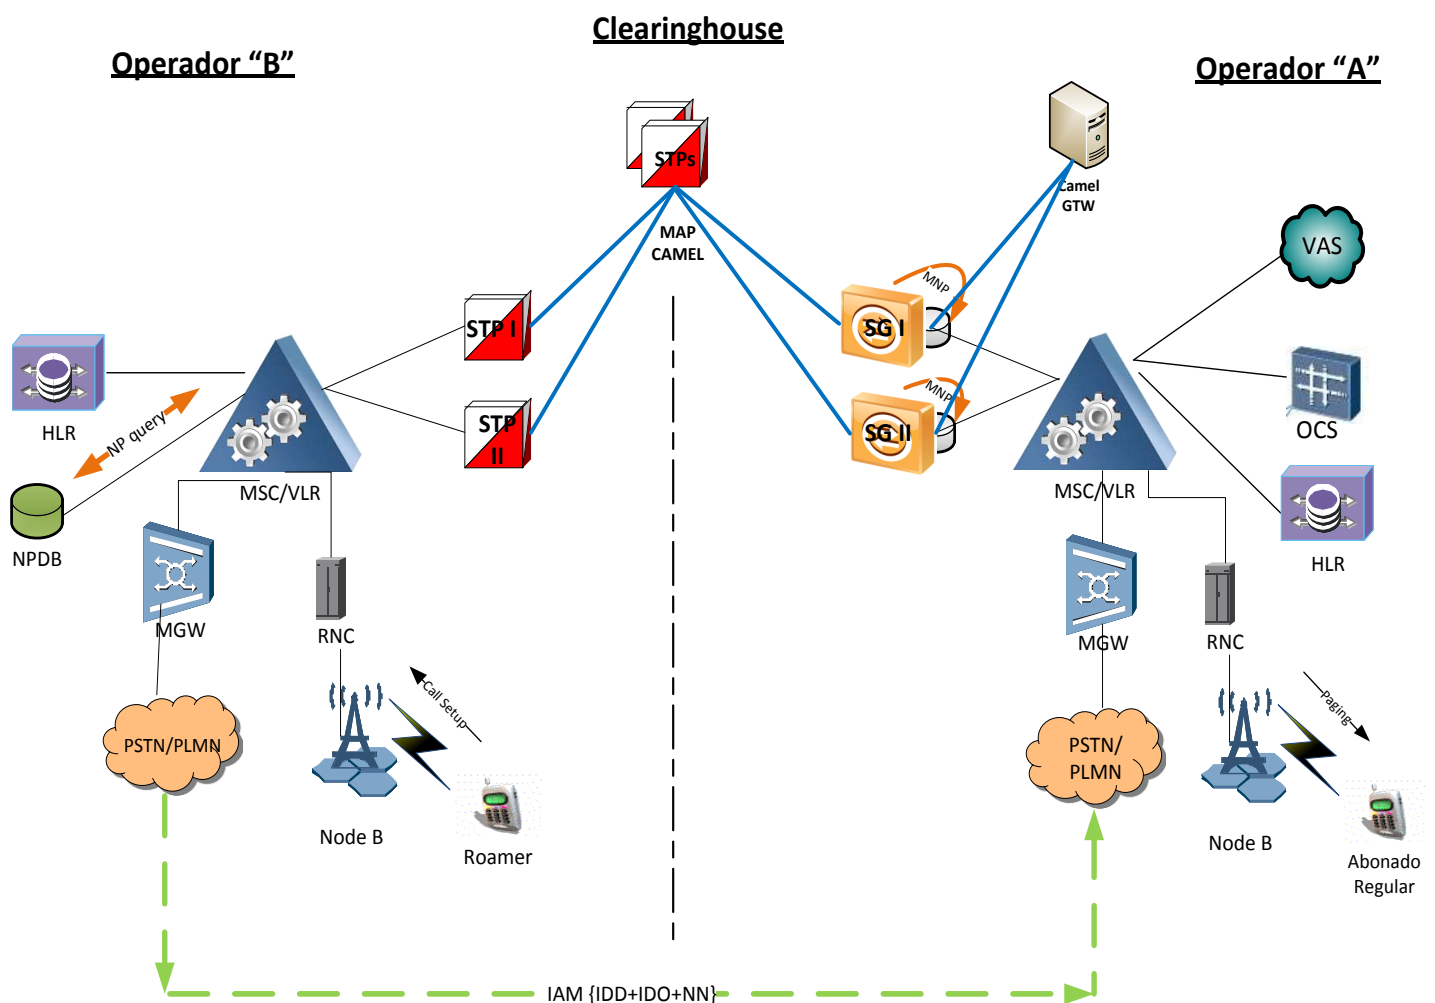 Clearinghouse
Operador “B”
Operador “A”
STPs
Camel
GTW
MAP
CAMEL
VAS
MNP
STP I
SG I
HLR
NP query
MNP
STP
II
SG II
OCS
MSC/VLR
MSC/VLR
NPDB
HLR
MGW
RNC
MGW
RNC
Call Setup
Paging
PSTN/PLMN
PSTN/
PLMN
Node B
Roamer
Node B
Abonado
Regular
IAM {IDD+IDO+NN}